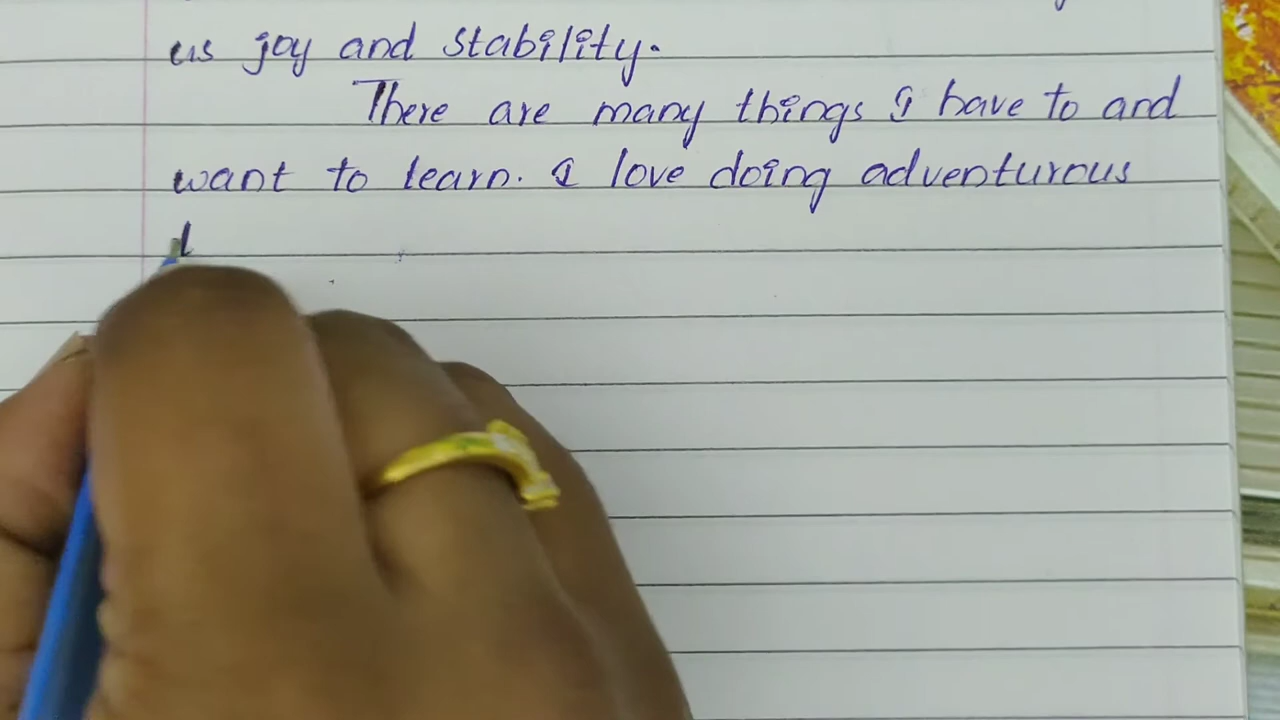 us joy and stability.
There are many things I have to and
want to learn. I love doing adventurous